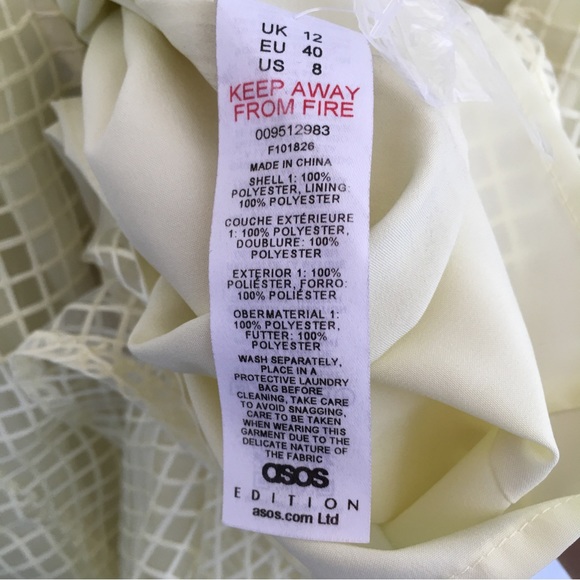 UK 12
EU 40
US 8
KEEP AWAY
FROM FIRE
009512983
F101826
MADE IN CHINA
SHELL 1: 100%
POLYESTER, LINING:
100% POLYESTER
COUCHE EXTÉRIEURE
1: 100% POLYESTER,
DOUBLURE: 100%
POLYESTER
EXTERIOR 1: 100%
POLIÉSTER, FORRO:
100% POLIÉSTER
OBERMATERIAL 1:
100% POLYESTER,
FUTTER: 100%
POLYESTER
WASH SEPARATELY,
PLACE IN A
PROTECTIVE LAUNDRY
BAG BEFORE
CLEANING, TAKE CARE
TO AVOID SNAGGING,
CARE TO BE TAKEN
WHEN WEARING THIS
GARMENT DUE TO THE
DELICATE NATURE OF
THE FABRIC
asos
EDITION
asos.com Ltd